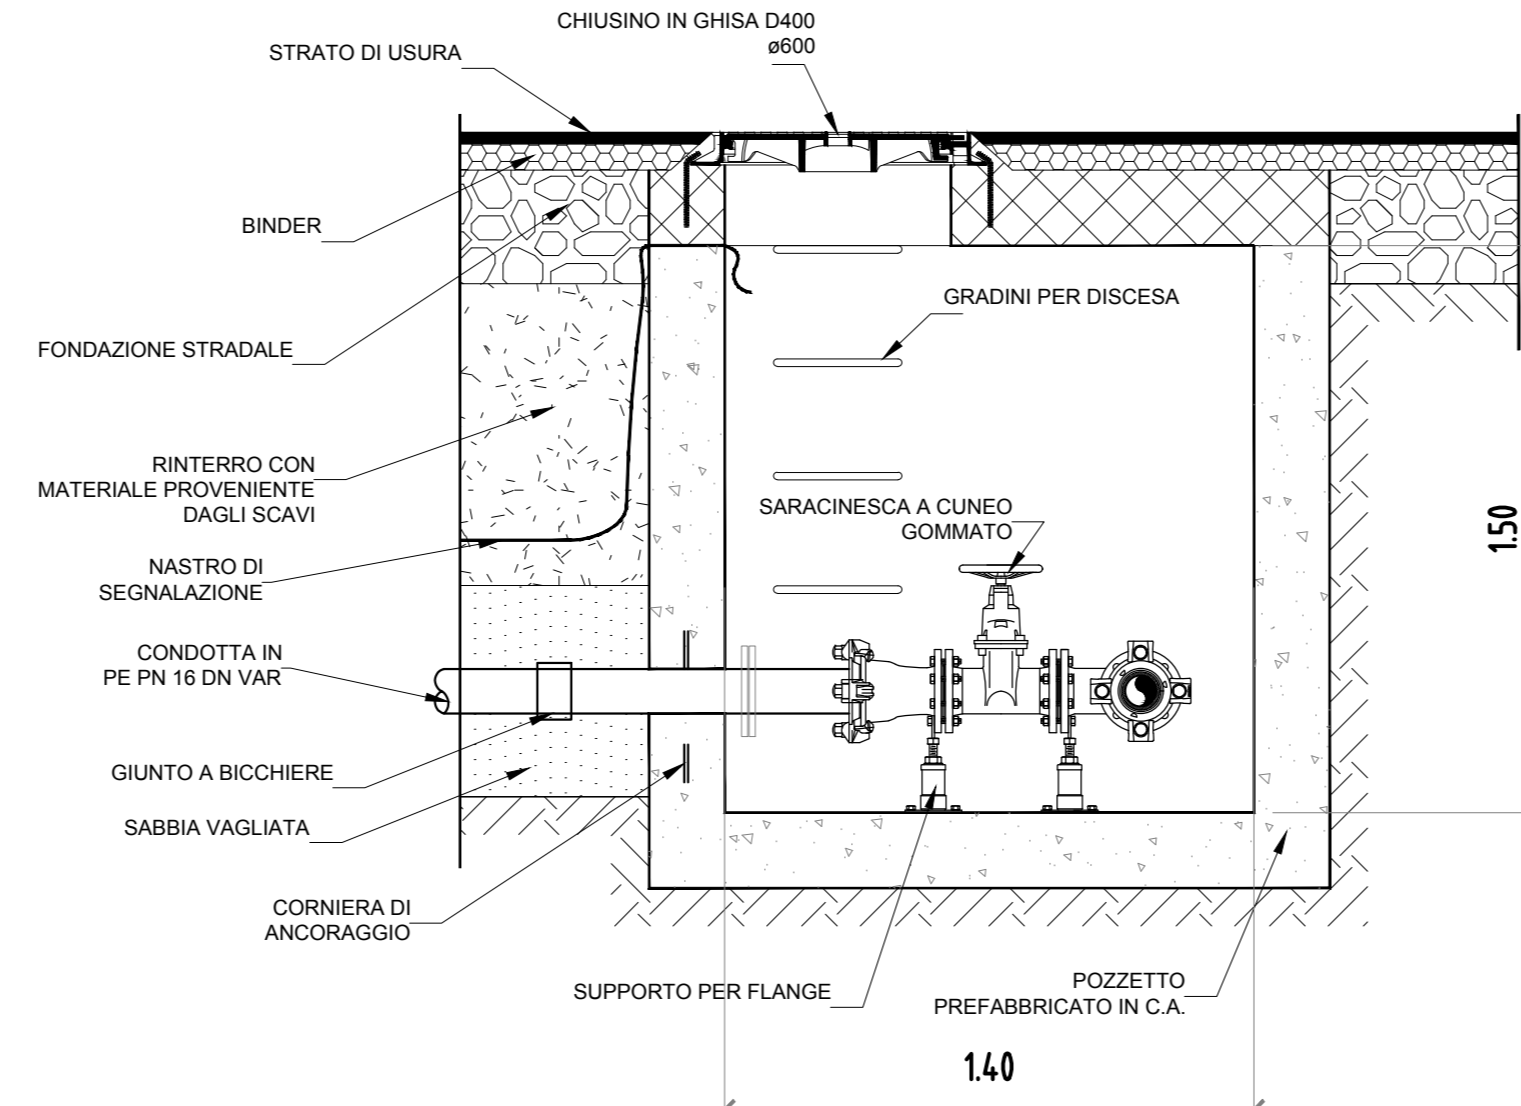 CHIUSINO IN GHISA D400
ø600
STRATO DI USURA
BINDER
GRADINI PER DISCESA
FONDAZIONE STRADALE
RINTERRO CON
MATERIALE PROVENIENTE
DAGLI SCAVI
SARACINESCA A CUNEO
GOMMATO
1.50
NASTRO DI
SEGNALAZIONE
CONDOTTA IN
PE PN 16 DN VAR
GIUNTO A BICCHIERE
SABBIA VAGLIATA
CORNIERA DI
ANCORAGGIO
SUPPORTO PER FLANGE
POZZETTO
PREFABBRICATO IN C.A.
1.40